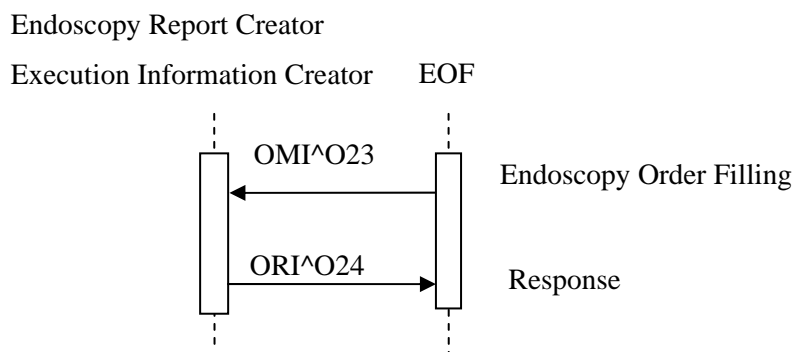 Endoscopy Report Creator
Execution Information Creator EOF
OMI^O23
Endoscopy Order Filling
ORI^O24
Response